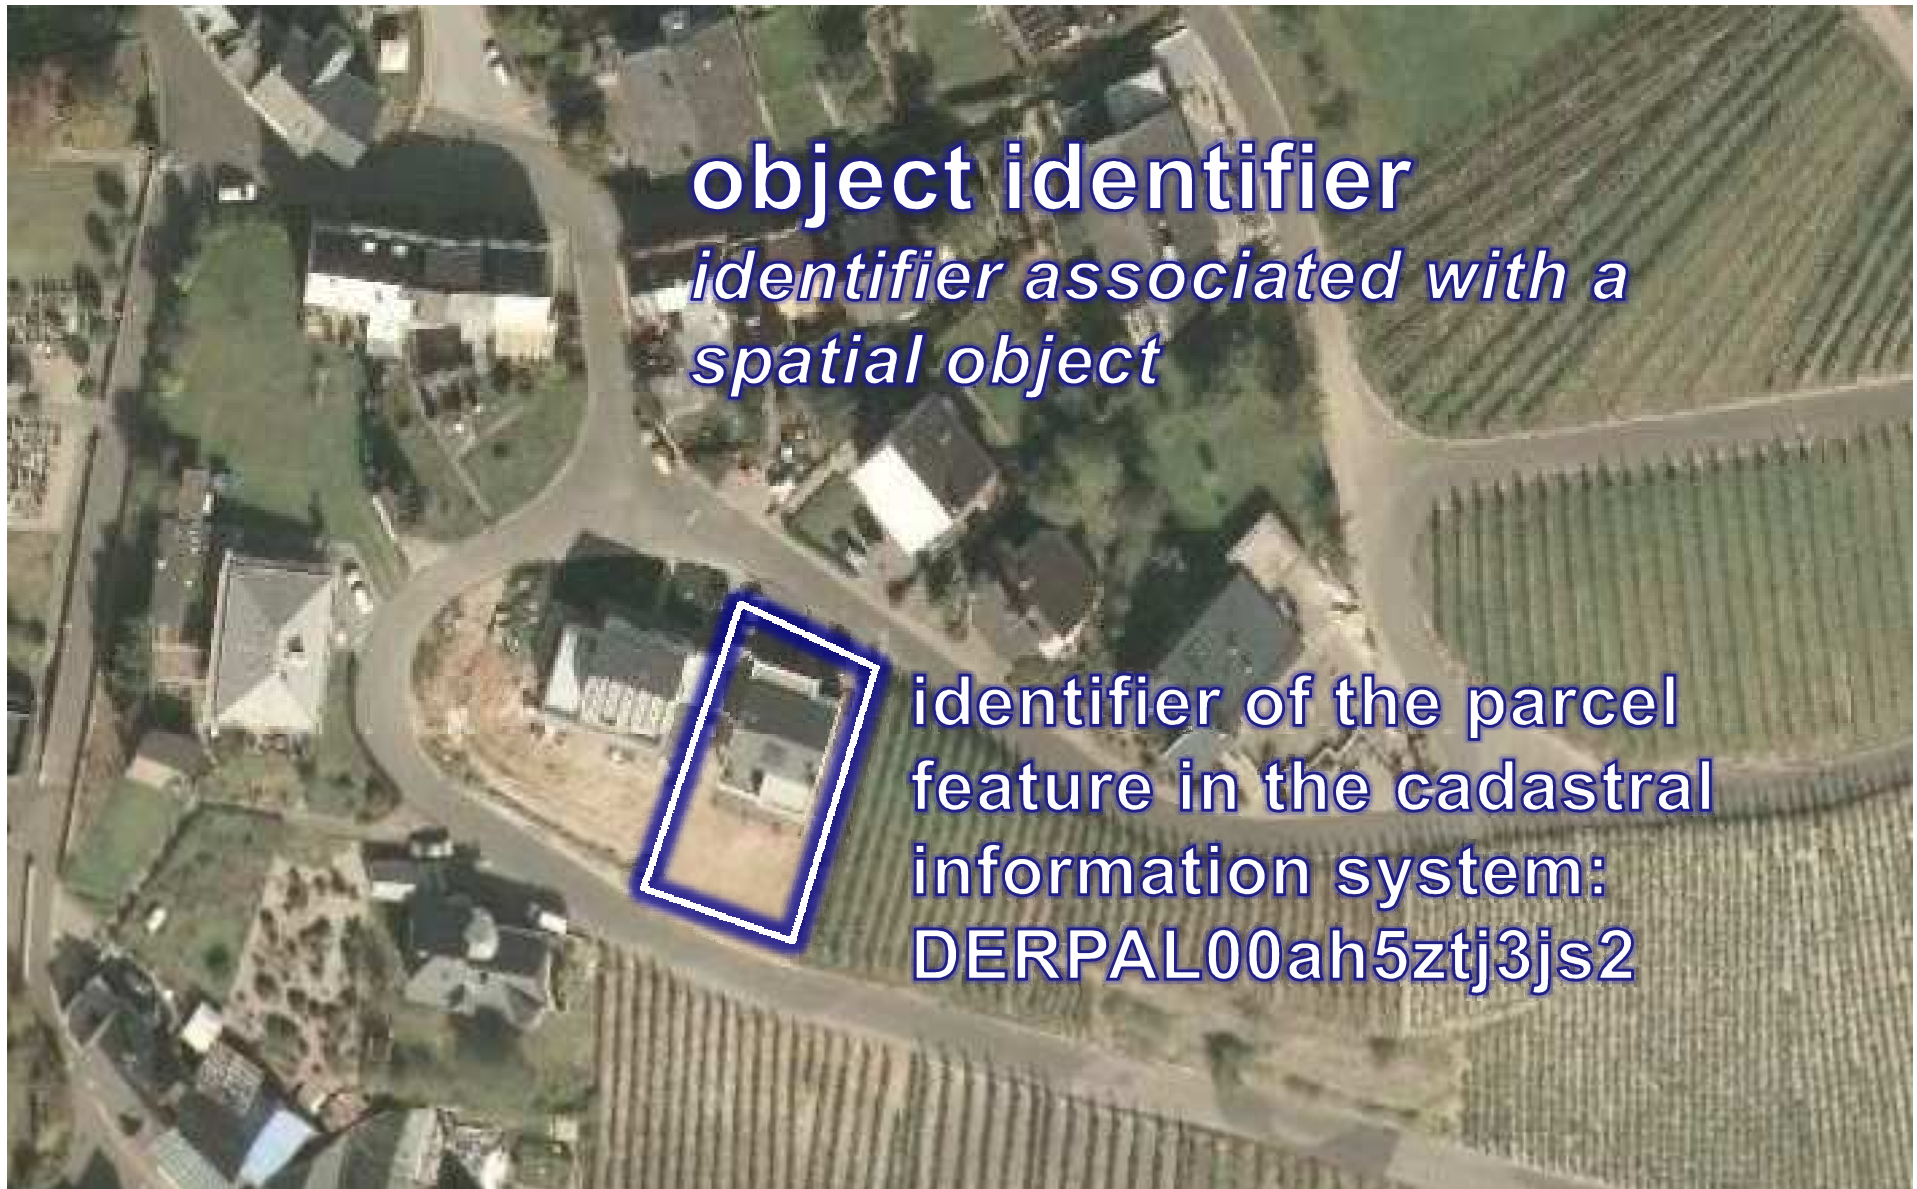 object identifier
identifier associated with a
spatial object
identifier of the parcel
feature in the cadastral
information system:
DERPAL00ah5ztj3js2